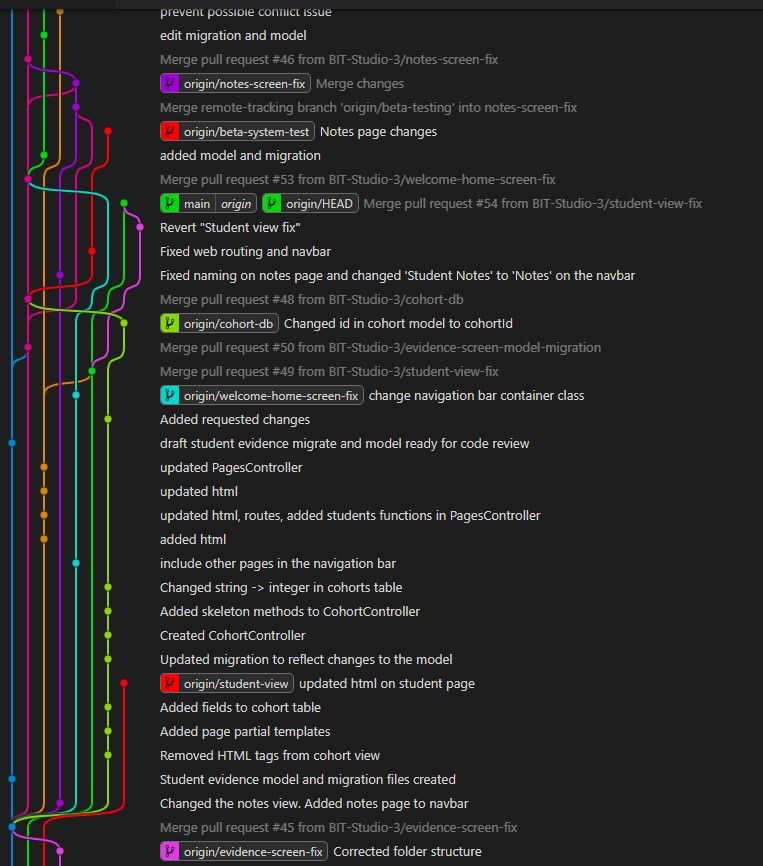 prevent possible conflict issue
edit migration and model
Merge pull request #46 from BIT-Studio-3/notes-screen-fix
origin/notes-screen-fix Merge changes
Merge remote-tracking branch 'origin/beta-testing' into notes-screen-fix
origin/beta-system-test Notes page changes
added model and migration
Merge pull request #53 from BIT-Studio-3/welcome-home-screen-fix
main origin origin/HEAD Merge pull request #54 from BIT-Studio-3/student-view-fix
Revert "Student view fix"
Fixed web routing and navbar
Fixed naming on notes page and changed 'Student Notes' to 'Notes' on the navbar
Merge pull request #48 from BIT-Studio-3/cohort-db
origin/cohort-db Changed id in cohort model to cohortId
Merge pull request #50 from BIT-Studio-3/evidence-screen-model-migration
Merge pull request #49 from BIT-Studio-3/student-view-fix
origin/welcome-home-screen-fix change navigation bar container class
Added requested changes
draft student evidence migrate and model ready for code review
updated PagesController
updated html
updated html, routes, added students functions in PagesController
added html
include other pages in the navigation bar
Changed string -> integer in cohorts table
Added skeleton methods to CohortController
Created CohortController
Updated migration to reflect changes to the model
origin/student-view updated html on student page
Added fields to cohort table
Added page partial templates
Removed HTML tags from cohort view
Student evidence model and migration files created
Changed the notes view. Added notes page to navbar
Merge pull request #45 from BIT-Studio-3/evidence-screen-fix
origin/evidence-screen-fix Corrected folder structure